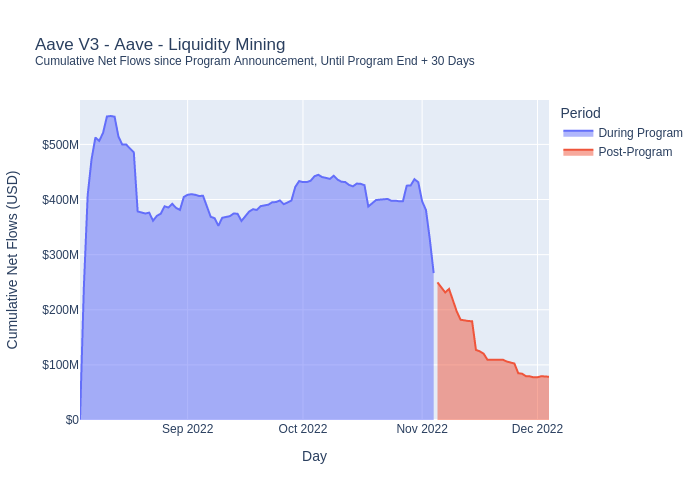 Aave V3 - Aave - Liquidity Mining
Cumulative Net Flows since Program Announcement, Until Program End + 30 Days
Period
During Program
Post-Program
Cumulative Net Flows (USD)
$500M
$400M
$300M
$200M
$100M
$0
Sep 2022
Oct 2022
Nov 2022
Dec 2022
Day